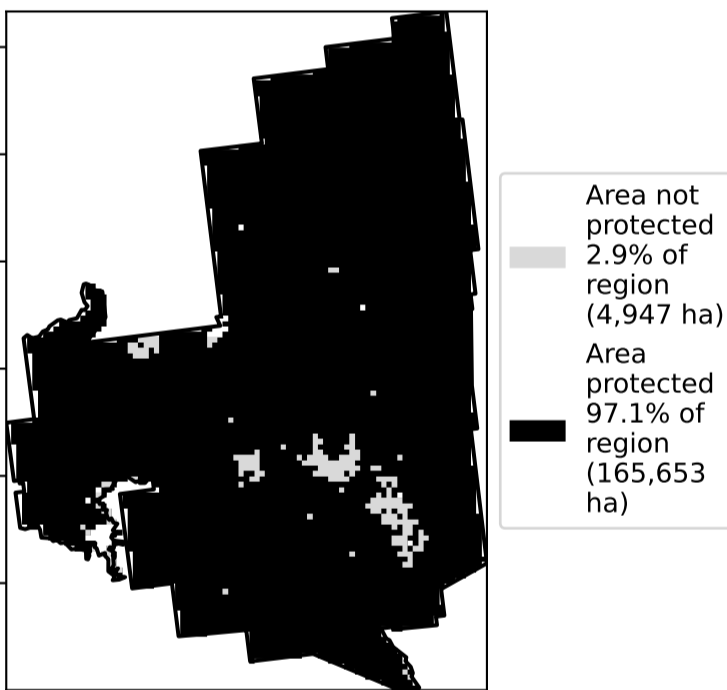 Area not
protected
2.9% of
region
(4,947 ha)
Area
protected
97.1% of
region
(165,653
ha)